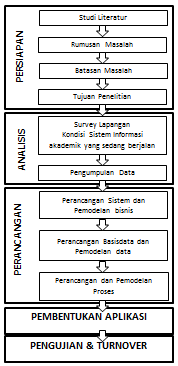 PERSIAPAN
Studi Literatur
Rumusan Masalah
Batasan Masalah
Tujuan Penelitian
ANALISIS
Survey Lapangan
Kondisi Sistem Informasi
akademik yang sedang berjalan
Pengumpulan Data
PERANCANGAN
Perancangan Sistem dan
Pemodelan bisnis
Perancangan Basisdata dan
Pemodelan data
Perancangan dan Pemodelan
Proses
PEMBENTUKAN APLIKASI
PENGUJIAN & TURNOVER